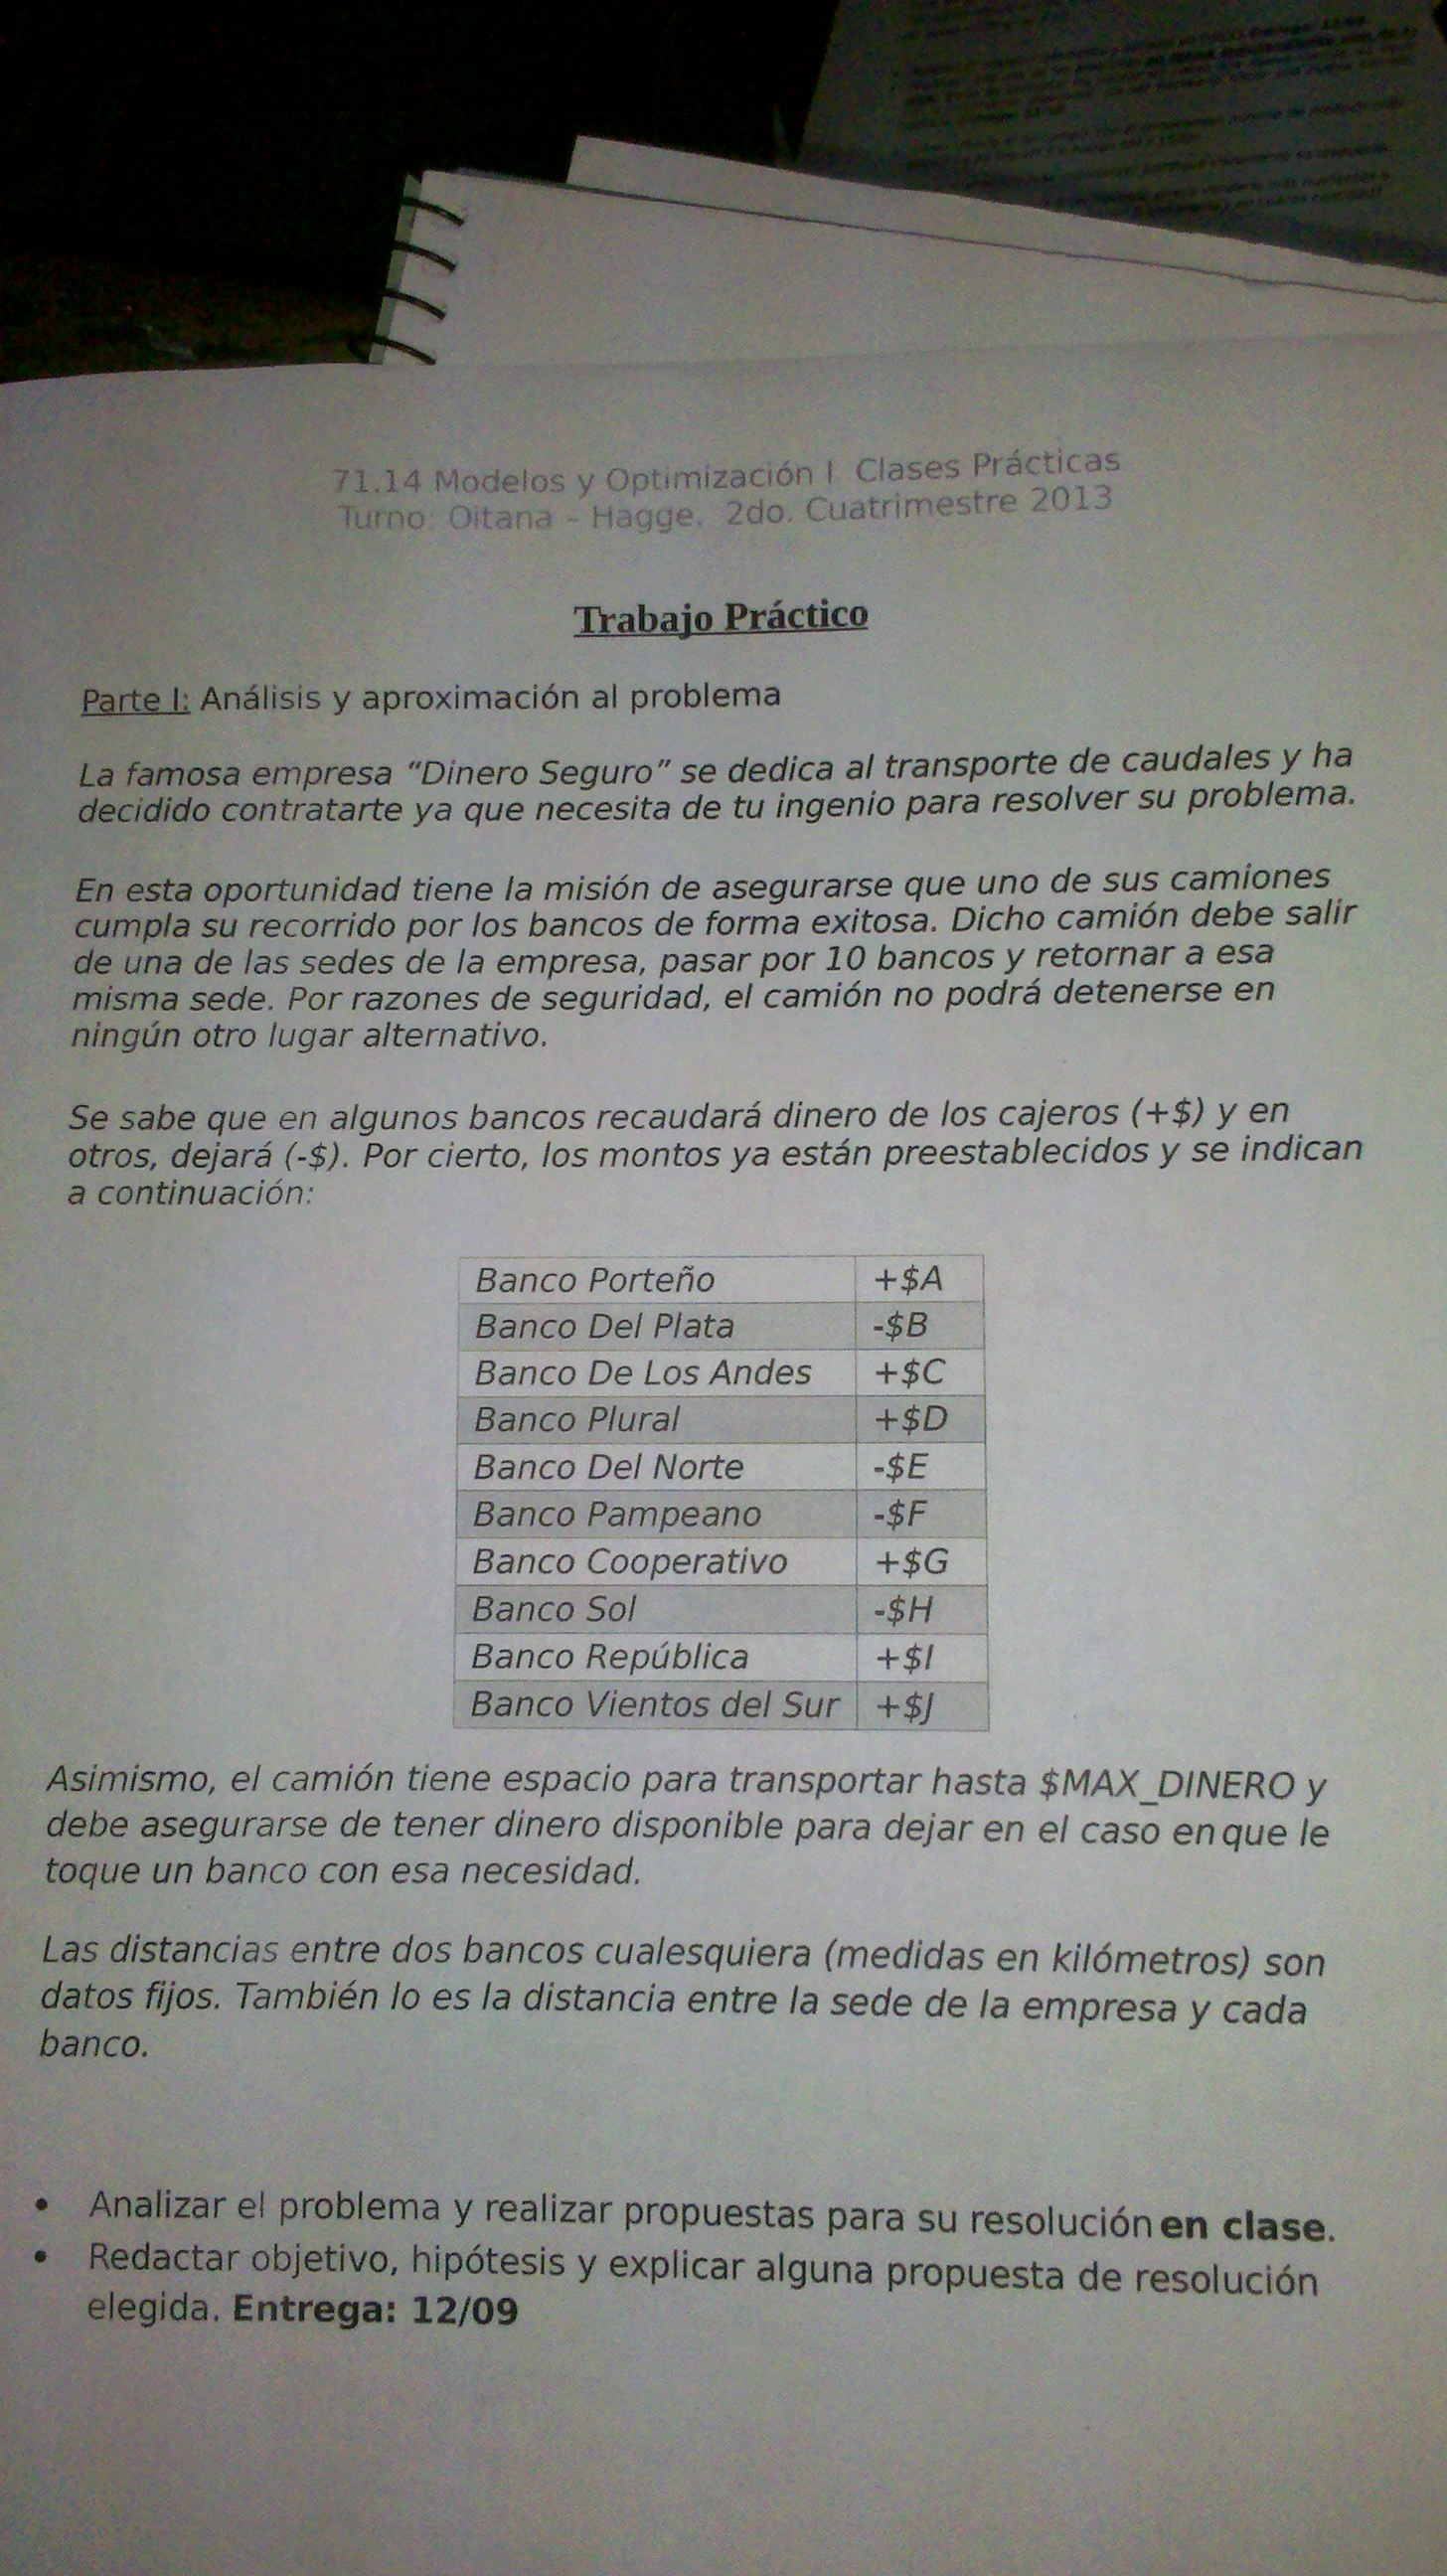 71.14 Modelos y Optimización I Clases Prácticas
Turno: Oitana - Hagge. 2do. Cuatrimestre 2013
Trabajo Práctico
Parte I: Análisis y aproximación al problema
La famosa empresa “Dinero Seguro” se dedica al transporte de caudales y ha
decidido contratarte ya que necesita de tu ingenio para resolver su problema.
En esta oportunidad tiene la misión de asegurarse que uno de sus camiones
cumpla su recorrido por los bancos de forma exitosa. Dicho camión debe salir
de una de las sedes de la empresa, pasar por 10 bancos y retornar a esa
misma sede. Por razones de seguridad, el camión no podrá detenerse en
ningún otro lugar alternativo.
Se sabe que en algunos bancos recaudará dinero de los cajeros (+$) y en
otros, dejará (-$). Por cierto, los montos ya están preestablecidos y se indican
a continuación:
Banco Porteño +$A
Banco Del Plata -$B
Banco De Los Andes +$C
Banco Plural +$D
Banco Del Norte -$E
Banco Pampeano -$F
Banco Cooperativo +$G
Banco Sol -$H
Banco República +$I
Banco Vientos del Sur +$J
Asimismo, el camión tiene espacio para transportar hasta $MAX_DINERO y
debe asegurarse de tener dinero disponible para dejar en el caso en que le
toque un banco con esa necesidad.
Las distancias entre dos bancos cualesquiera (medidas en kilómetros) son
datos fijos. También lo es la distancia entre la sede de la empresa y cada
banco.
• Analizar el problema y realizar propuestas para su resolución en clase.
• Redactar objetivo, hipótesis y explicar alguna propuesta de resolución
elegida. Entrega: 12/09